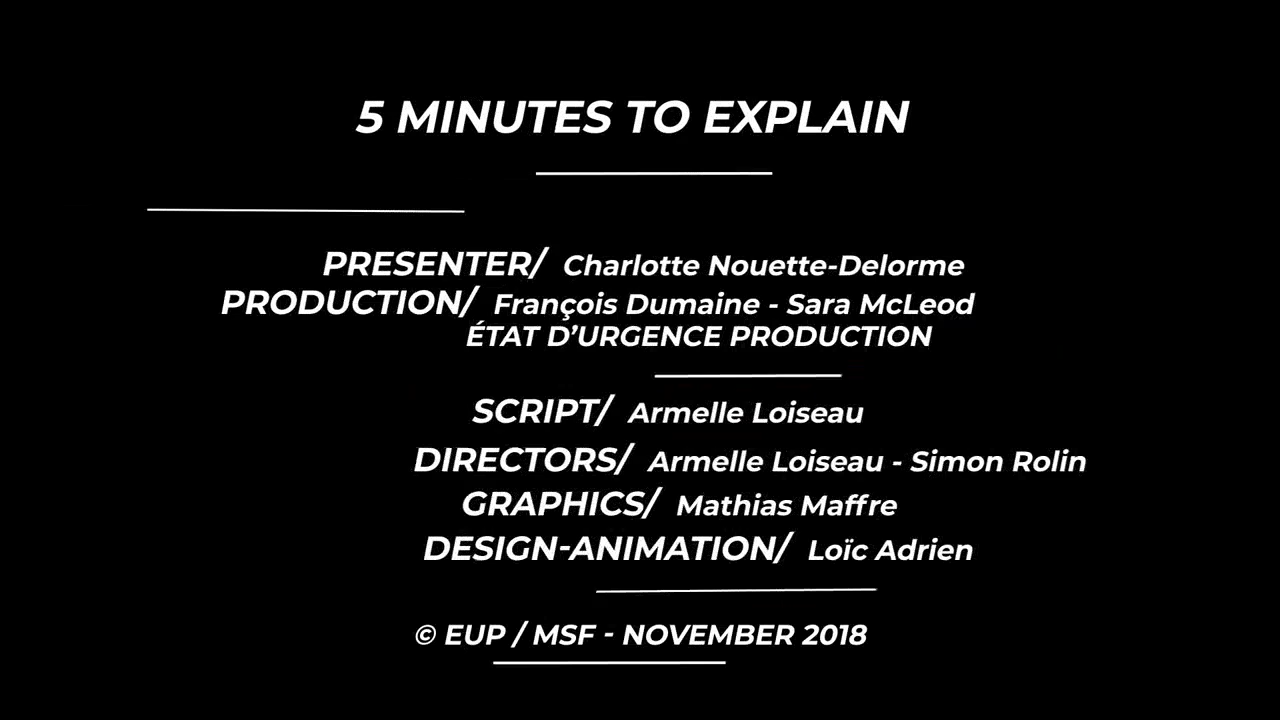 5 MINUTES TO EXPLAIN
PRESENTER/ Charlotte Nouette-Delorme
PRODUCTION/ François Dumaine - Sara McLeod
ÉTAT D’URGENCE PRODUCTION
SCRIPT/ Armelle Loiseau
DIRECTORS/ Armelle Loiseau - Simon Rolin
GRAPHICS/ Mathias Maffre
DESIGN-ANIMATION/ Loïc Adrien
© EUP / MSF - NOVEMBER 2018